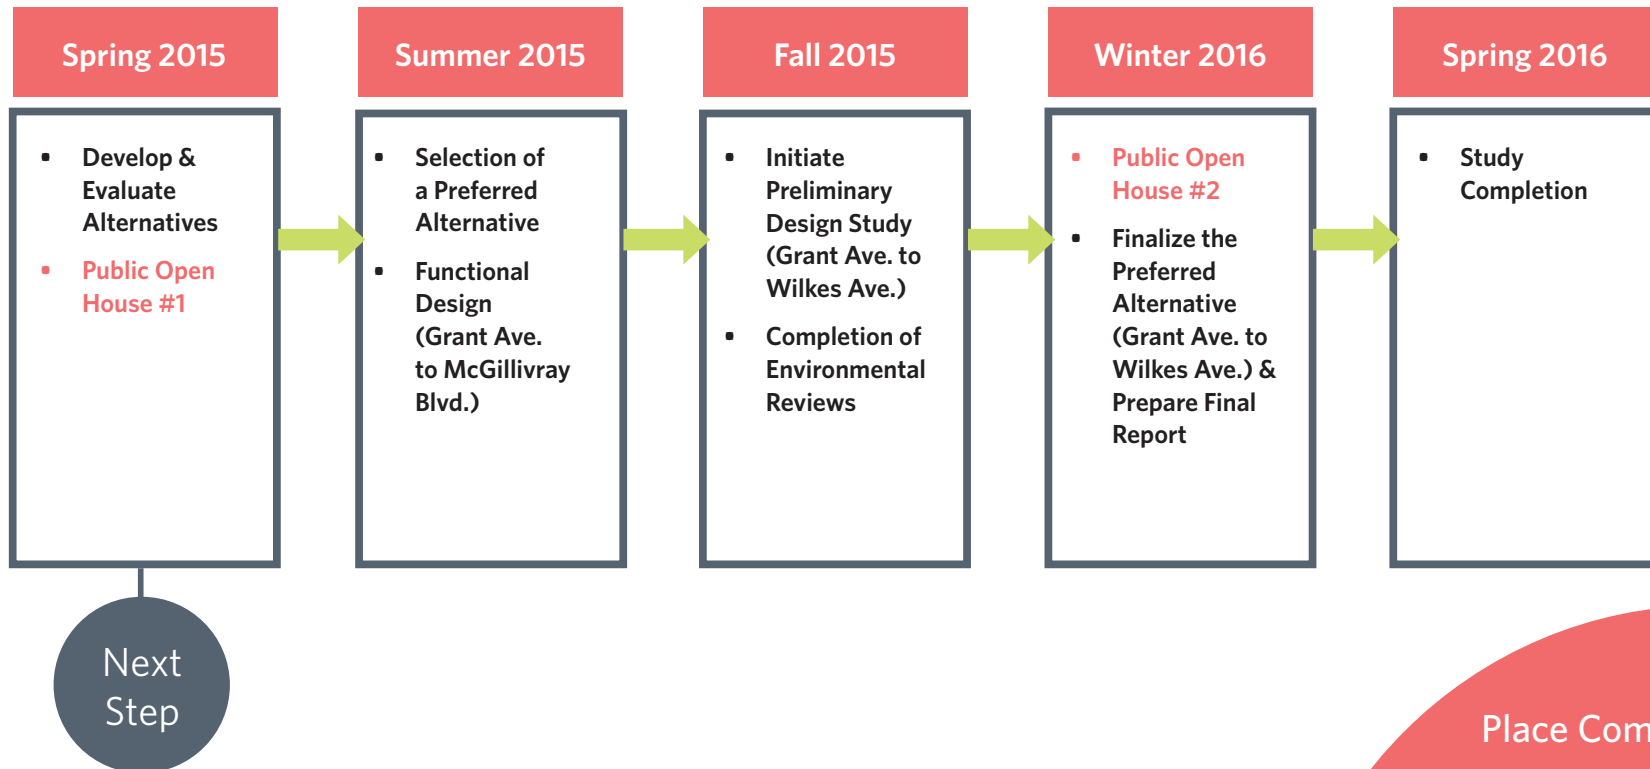 Spring 2015
Develop &
Evaluate
Alternatives
Public Open
House #1
Summer 2015
Selection of
a Preferred
Alternative
Functional
Design
(Grant Ave.
to McGillivray
Blvd.)
Fall 2015
Initiate
Preliminary
Design Study
(Grant Ave. to
Wilkes Ave.)
Completion of
Environmental
Reviews
Winter 2016
Public Open
House #2
Finalize the
Preferred
Alternative
(Grant Ave. to
Wilkes Ave.) &
Prepare Final
Report
Spring 2016
Study
Completion
Next
Step
Place Com